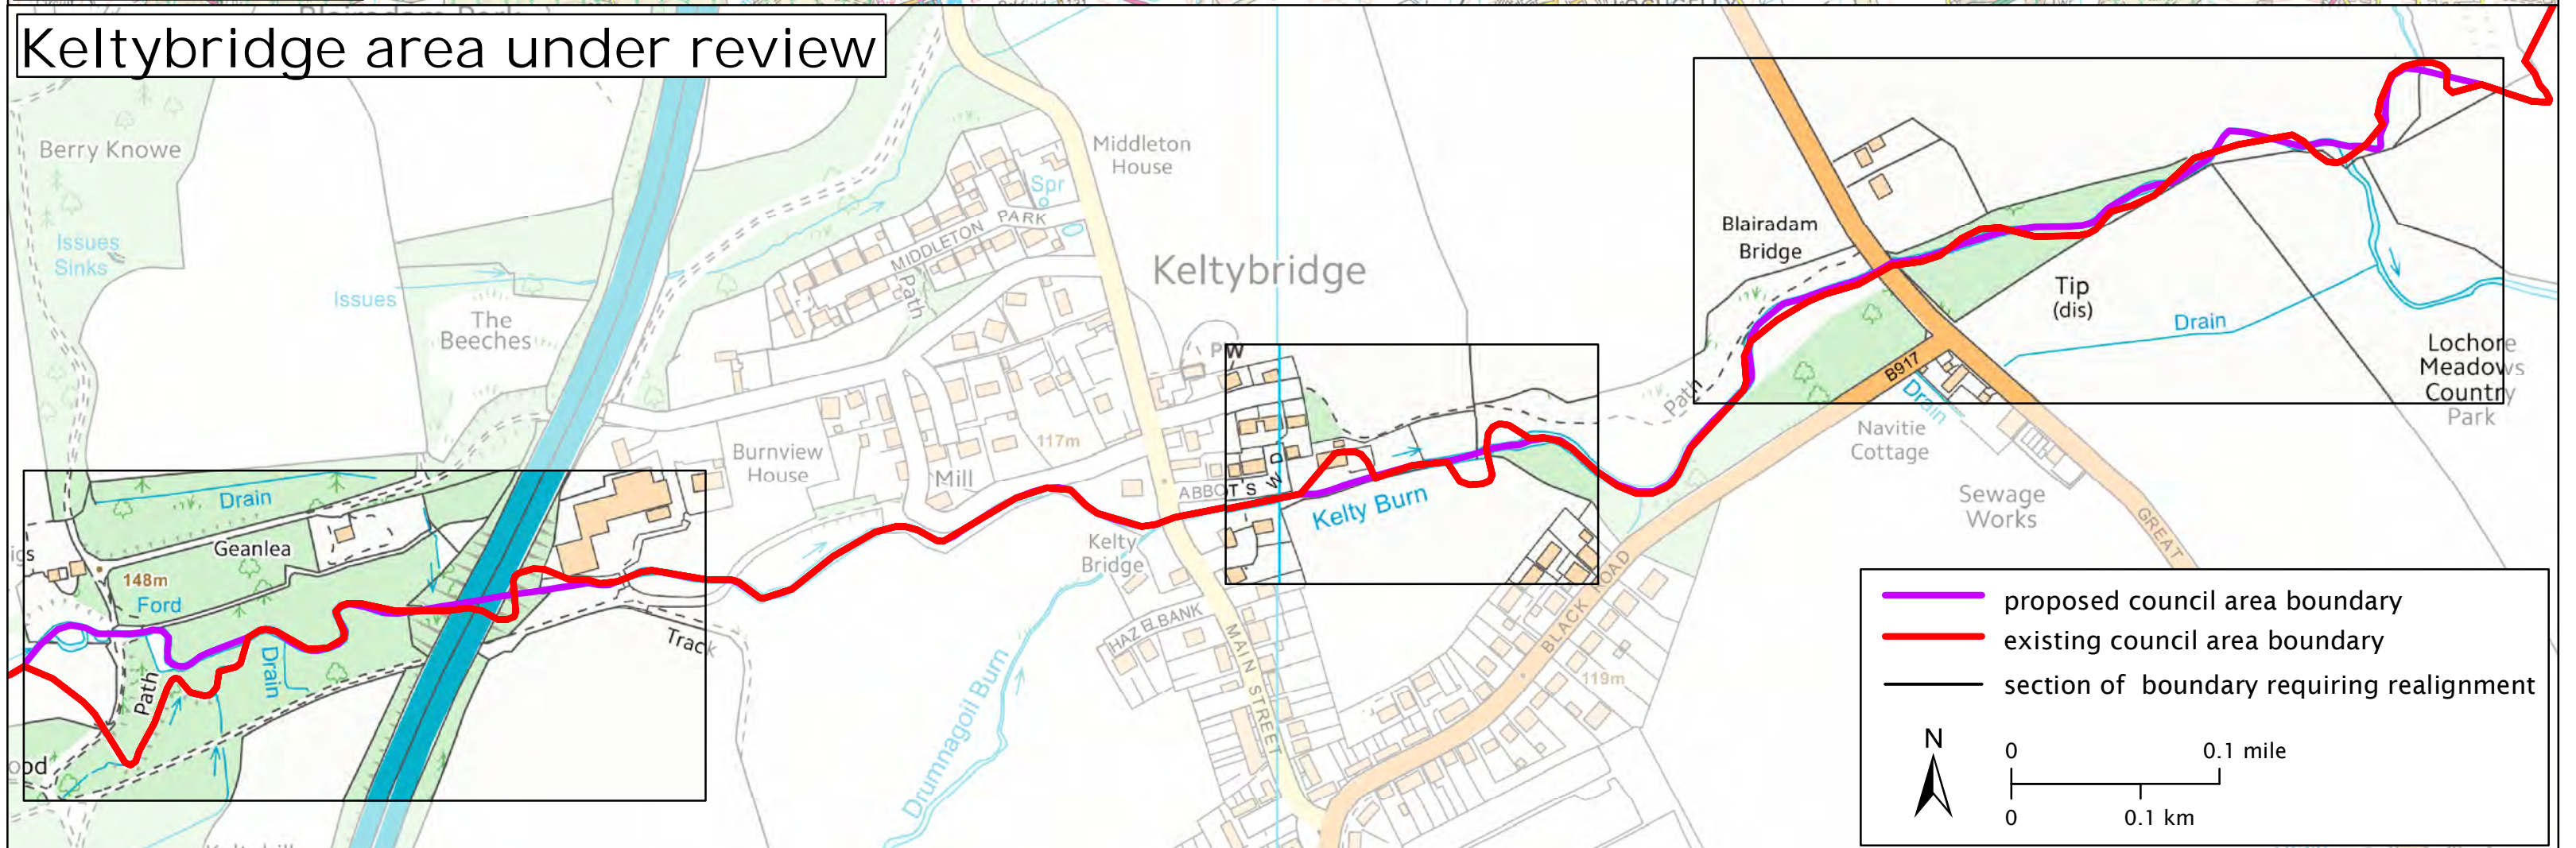 Keltybridge area under review
Berry Knowe
Issues
Sinks
Issues
The
Beeches
MIDDLETON
PARK
Path
Spr
Middleton
House
Keltybridge
PW
Burnview
House
Mill
117m
ABBOT'S
W D
Kelty Burn
Kelty
Bridge
HAZELBANK
MAIN STREET
Drummagoil Burn
BLACK ROAD
119m
Drain
Geanlea
igs
148m
Ford
Path
Drain
Track
Blairadam
Bridge
Path
Tip
(dis)
Drain
B917
Drain
Navitie
Cottage
Sewage
Works
GREAT
Lochore
Meadows
Country
Park
proposed council area boundary
existing council area boundary
section of boundary requiring realignment
N
0 0.1 mile
0 0.1 km